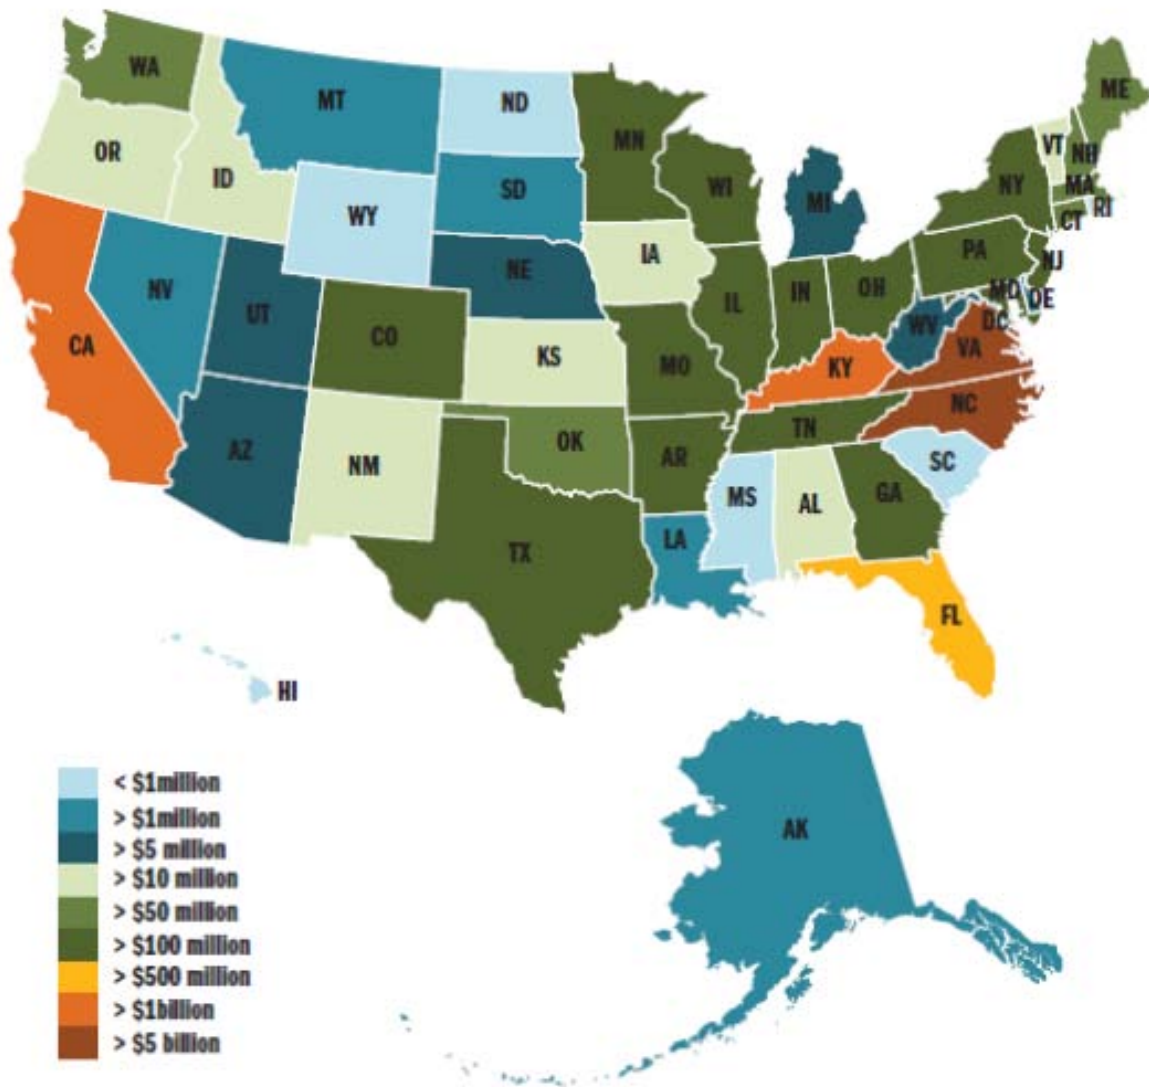 WA
ME
MT
ND
VT
MN
OR
NH
ID
WI
NY
MA
SD
MI
RI
WY
CT
IA
PA
NE
NJ
NV
OH
IN
IL
MD
DE
UT
WV
DC
CO
CA
VA
KS
MO
KY
NC
TN
OK
AZ
AR
NM
SC
MS
GA
AL
LA
TX
FL
HI
< $1million
> $1million
> $5 million
> $10 million
> $50 million
> $100 million
> $500 million
> $1billion
> $5 billion
AK